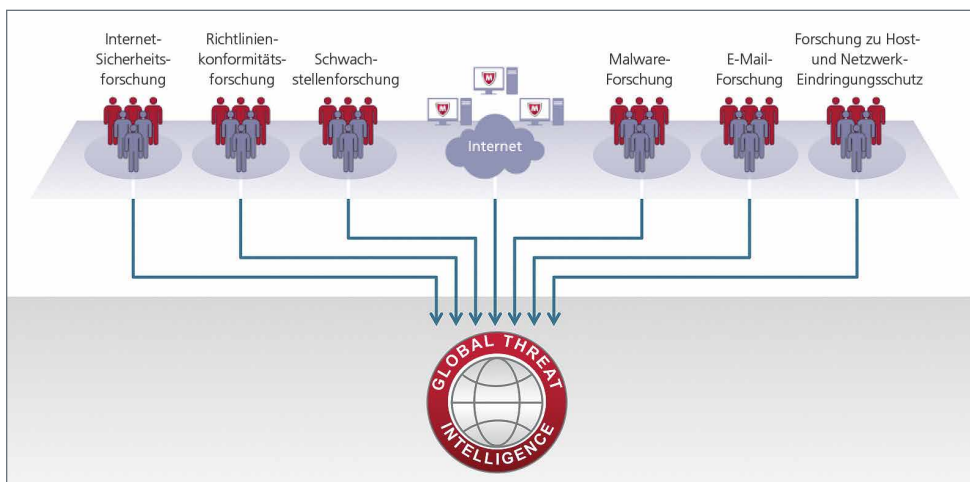 Internet-
Sicherheits-
forschung
Richtlinien-
konformitäts-
forschung
Schwach-
stellenforschung
Internet
Malware-
Forschung
E-Mail-
Forschung
Forschung zu Host-
und Netzwerk-
Eindringungsschutz
GLOBAL THREAT
INTELLIGENCE